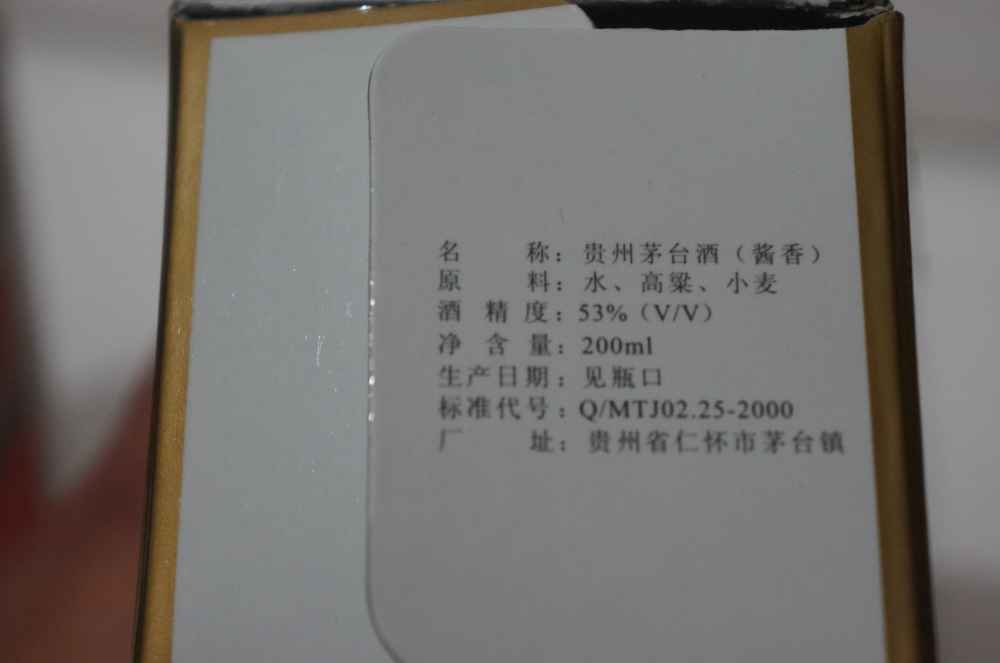 名 称：贵州茅台酒（酱香）
原 料：水、高粱、小麦
酒 精 度：53%（V/V）
净 含 量：200ml
生产日期：见瓶口
标准代号：Q/MTJ02.25-2000
厂 址：贵州省仁怀市茅台镇